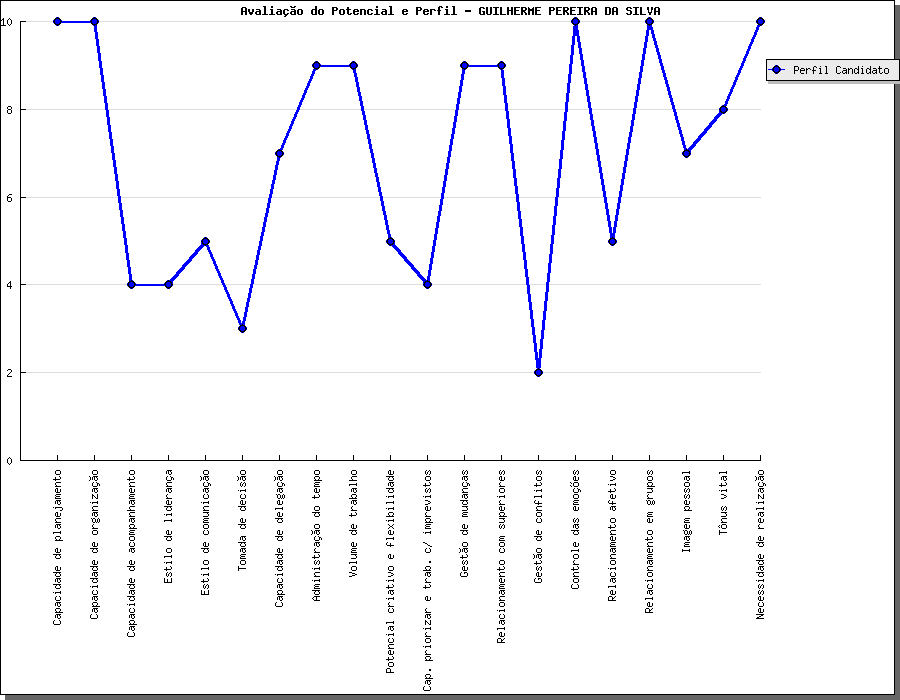 Avaliação do Potencial e Perfil - GUILHERME PEREIRA DA SILVA
10
8
6
4
2
0
Perfil Candidato
Capacidade de planejamento
Capacidade de organização
Capacidade de acompanhamento
Estilo de liderança
Estilo de comunicação
Tomada de decisão
Capacidade de delegação
Administração do tempo
Volume de trabalho
Potencial criativo e flexibilidade
Cap. priorizar e trab. c/ imprevistos
Gestão de mudanças
Relacionamento com superiores
Gestão de conflitos
Controle das emoções
Relacionamento afetivo
Relacionamento em grupos
Imagem pessoal
Tônus vital
Necessidade de realização